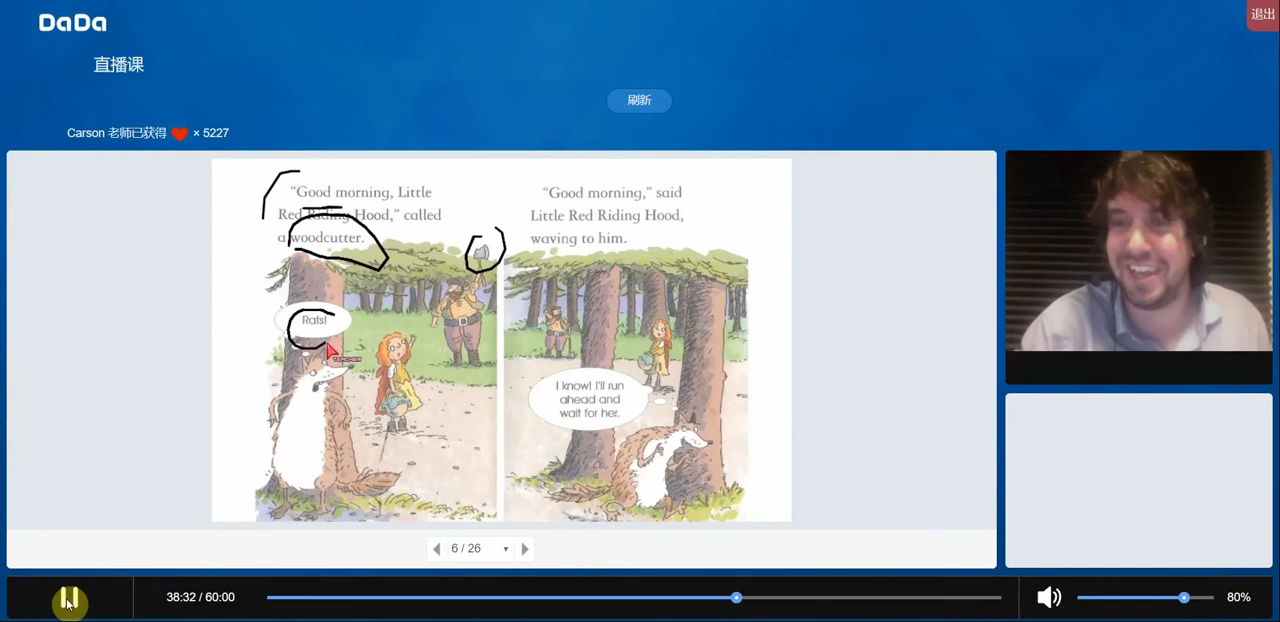 DaDa
退出
直播课
刷新
Carson 老师已获得 × 5227
"Good morning, Little
Red Riding Hood," called
a woodcutter.
Rats!
TEACHER
"Good morning," said
Little Red Riding Hood,
waving to him.
I know! I'll run
ahead and
wait for her.
6 / 26
38:32 / 60:00
80%